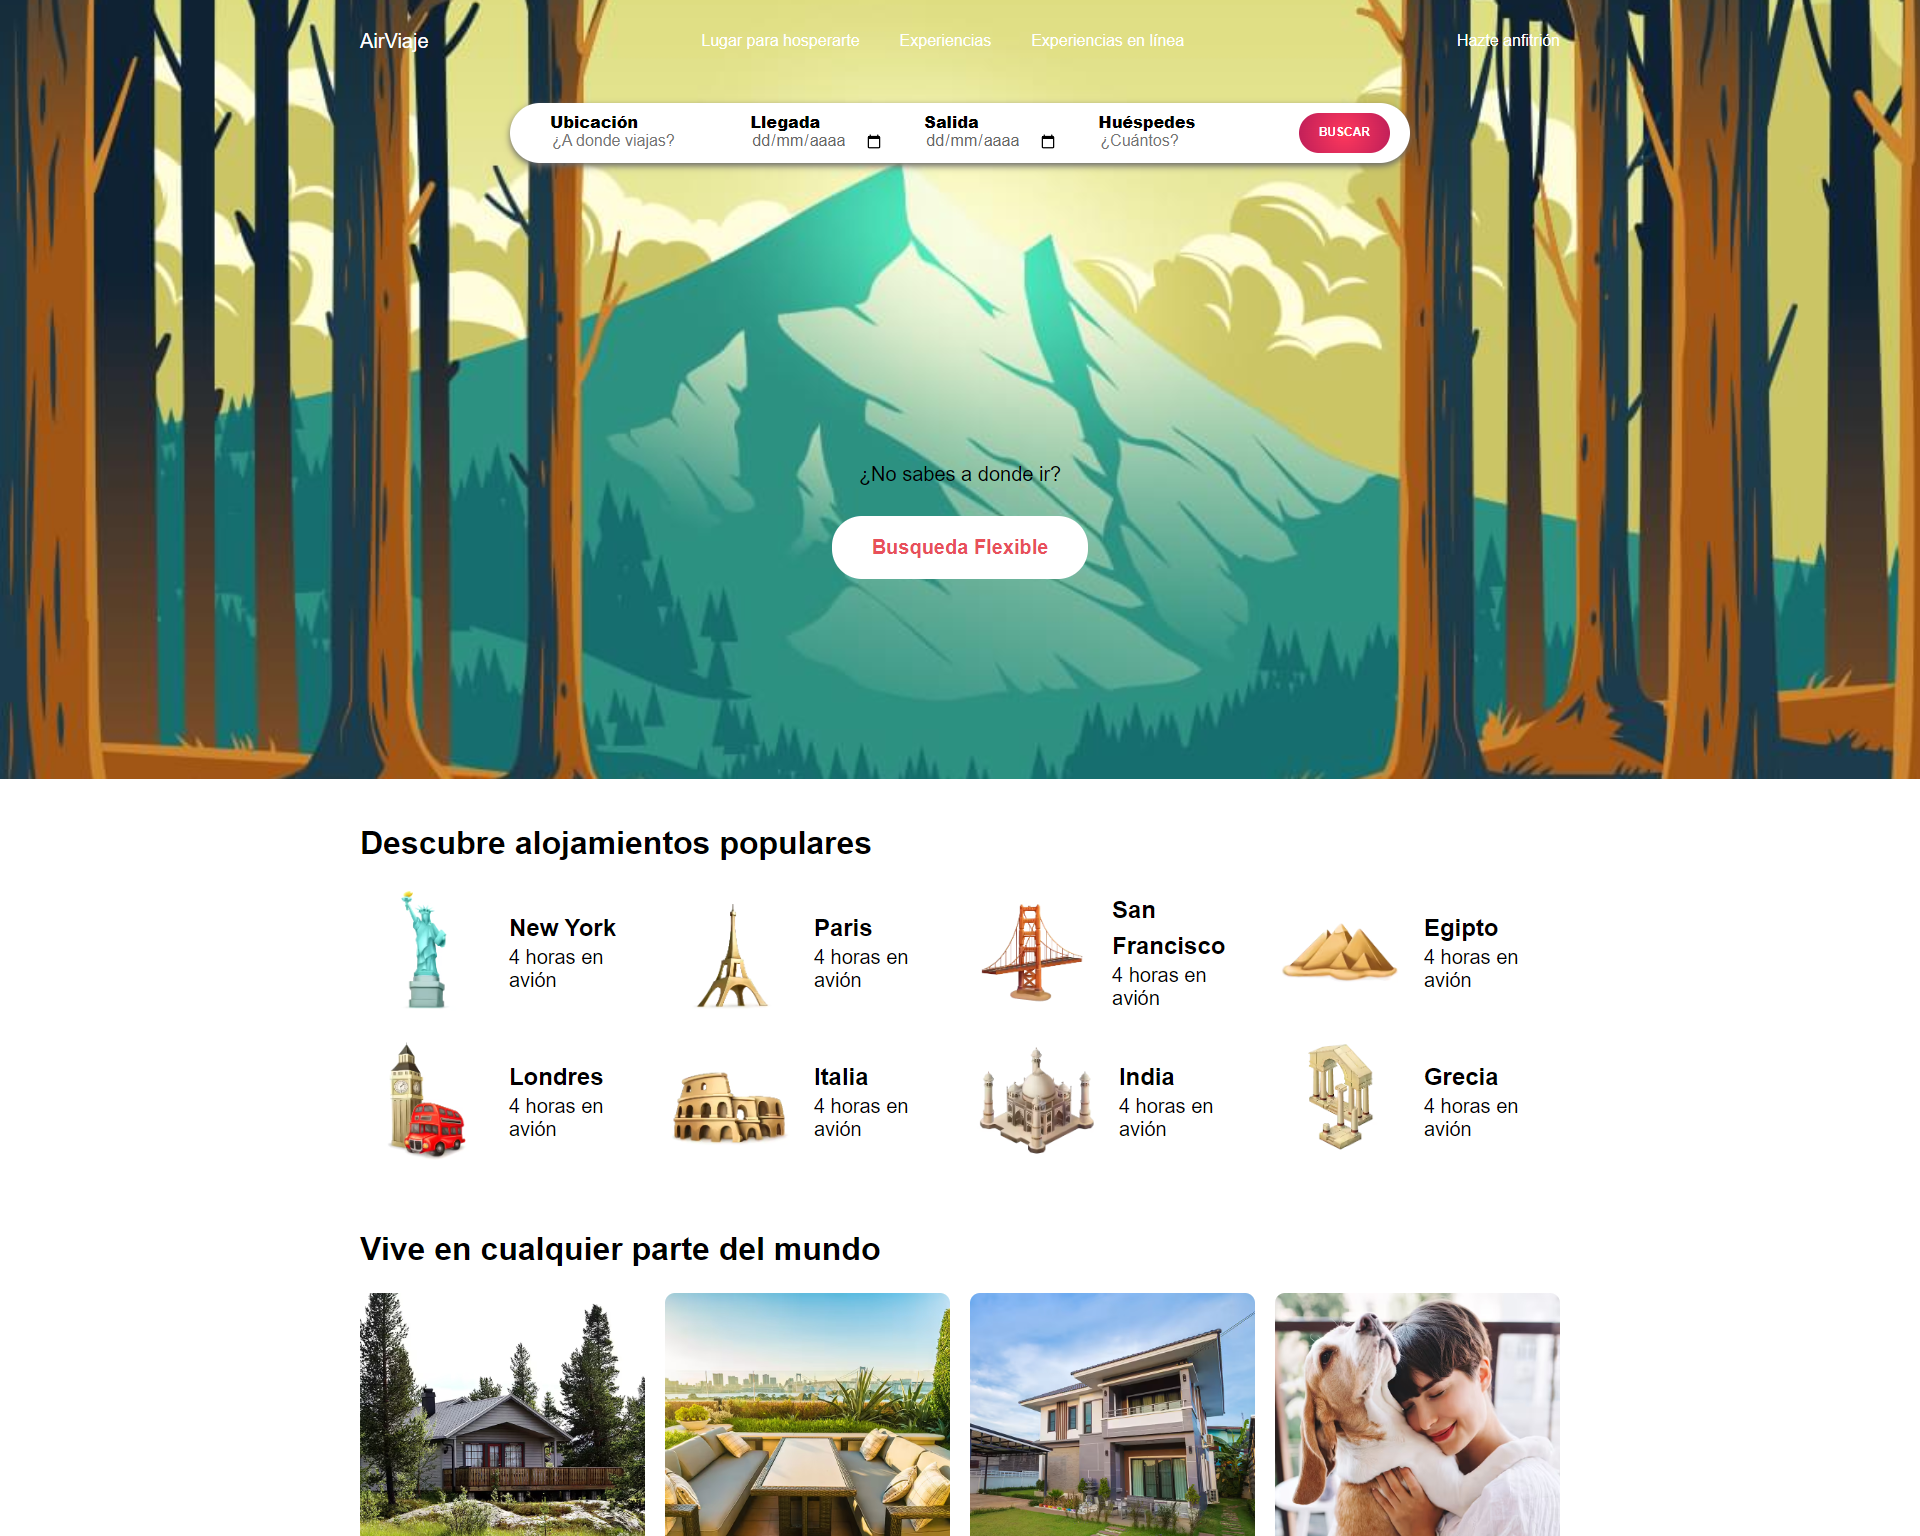 AirViaje
Lugar para hosperarte
Experiencias
Experiencias en línea
Hazte anfitrión
Ubicación
¿A donde viajas?
Llegada
dd/mm/aaaa
Salida
dd/mm/aaaa
Huéspedes
¿Cuántos?
BUSCAR
¿No sabes a donde ir?
Busqueda Flexible
Descubre alojamientos populares
New York
4 horas en
avión
Paris
4 horas en
avión
San
Francisco
4 horas en
avión
Egipto
4 horas en
avión
Londres
4 horas en
avión
Italia
4 horas en
avión
India
4 horas en
avión
Grecia
4 horas en
avión
Vive en cualquier parte del mundo